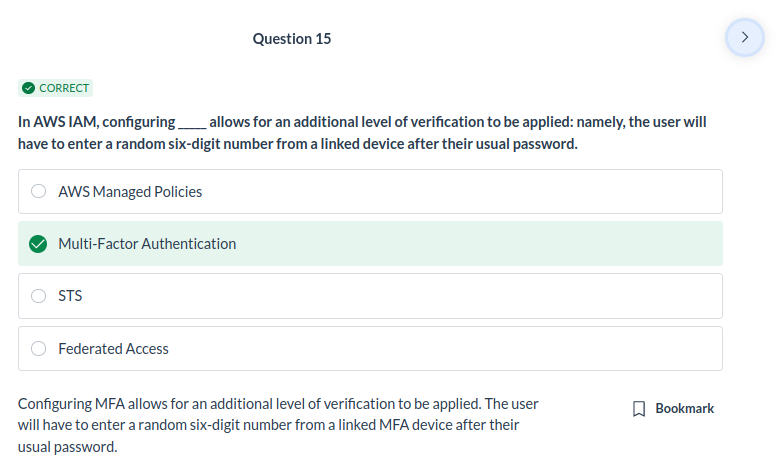 Question 15
CORRECT
In AWS IAM, configuring _____ allows for an additional level of verification to be applied: namely, the user will
have to enter a random six-digit number from a linked device after their usual password.
AWS Managed Policies
Multi-Factor Authentication
STS
Federated Access
Configuring MFA allows for an additional level of verification to be applied. The user
will have to enter a random six-digit number from a linked MFA device after their
usual password.
Bookmark